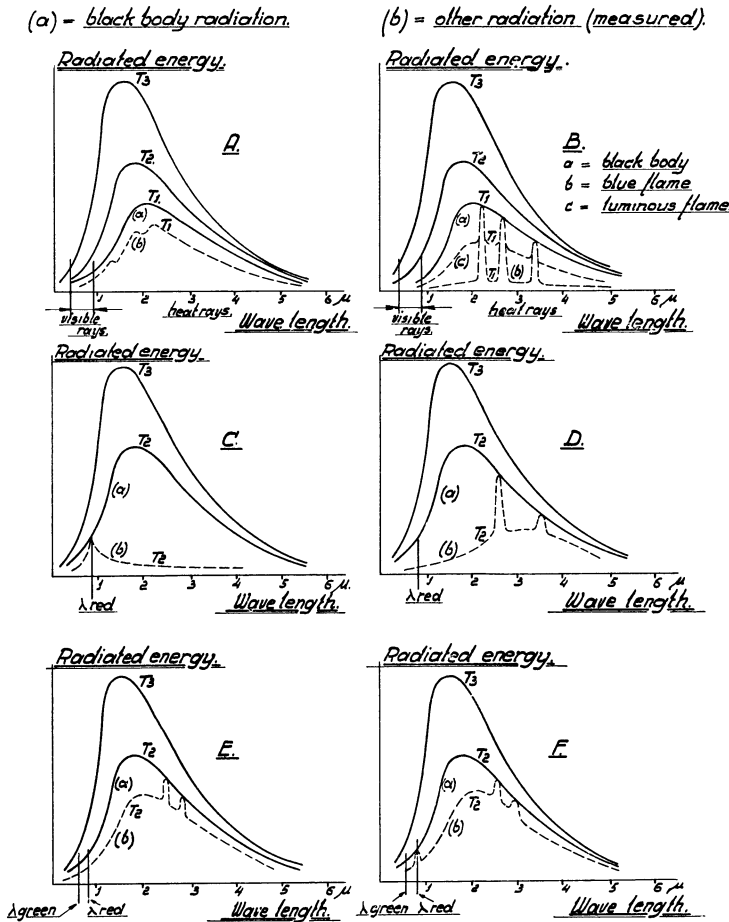 (a) = black body radiation.
(b) = other radiation (measured).
Radiated energy.
T3
A.
T2.
T1.
(a)
T1
(b)
1 2 3 4 5 6 μ
visible rays
heat rays.
Wave length.
Radiated energy.
T3
B.
a = black body
b = blue flame
c = luminous flame
T2
T1
(a)
T1
(c)
T1
(b)
1 2 3 4 5 6 μ
visible rays.
heat rays
Wave length.
Radiated energy.
T3
C.
T2
(a)
(b)
T2
1 2 3 4 5 6 μ.
λ red
Wave length.
Radiated energy.
T3
D.
T2
(a)
T2
(b)
1 2 3 4 5 6 μ
λ red
Wave length.
Radiated energy.
T3
E.
T2
(a)
T2
(b)
1 2 3 4 5 6 μ
λ green
λ red
Wave length.
Radiated energy.
T3
F.
T2
(a)
T2
(b)
1 2 3 4 5 6 μ
λ green
λ red
Wave length.